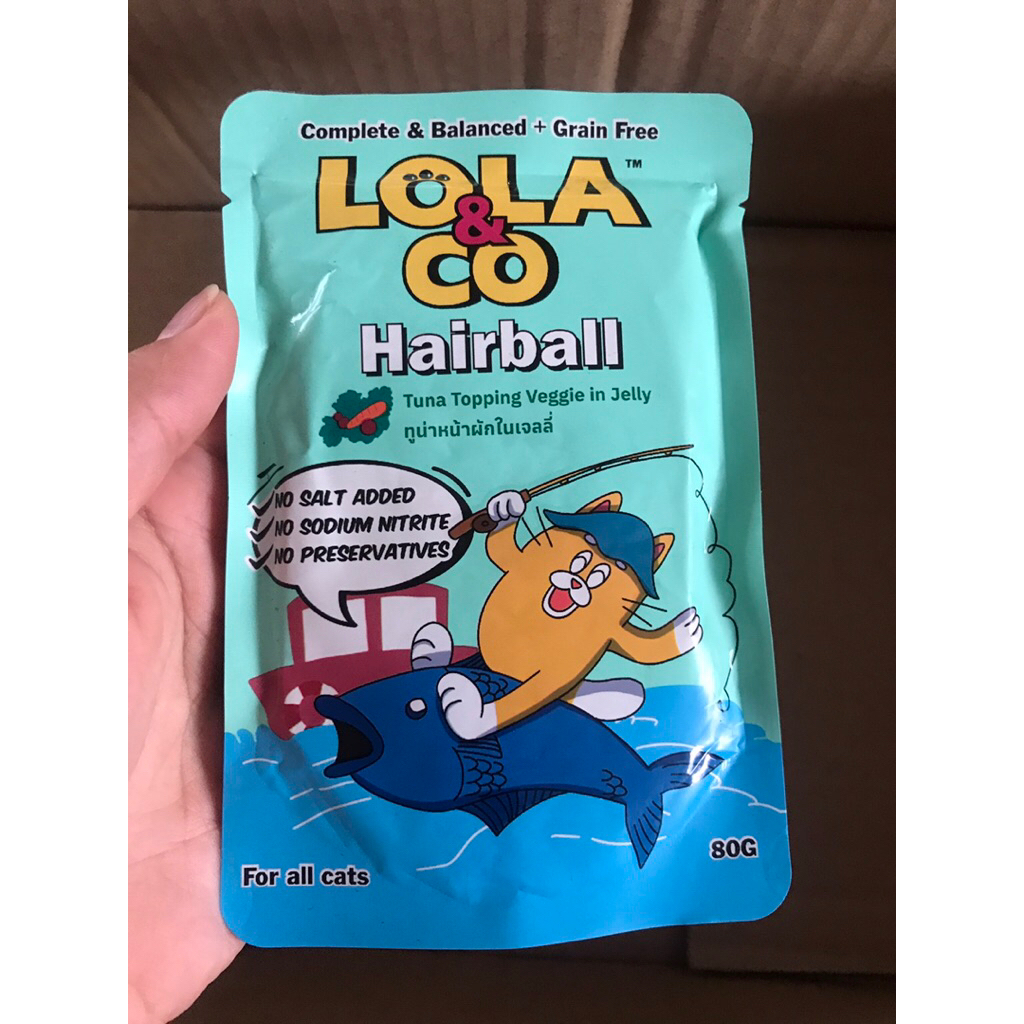 Complete & Balanced + Grain Free
LOLA™
&
CO
Hairball
Tuna Topping Veggie in Jelly
ทูน่าหน้าผักในเจลลี่
NO SALT ADDED
NO SODIUM NITRITE
NO PRESERVATIVES
80G
For all cats